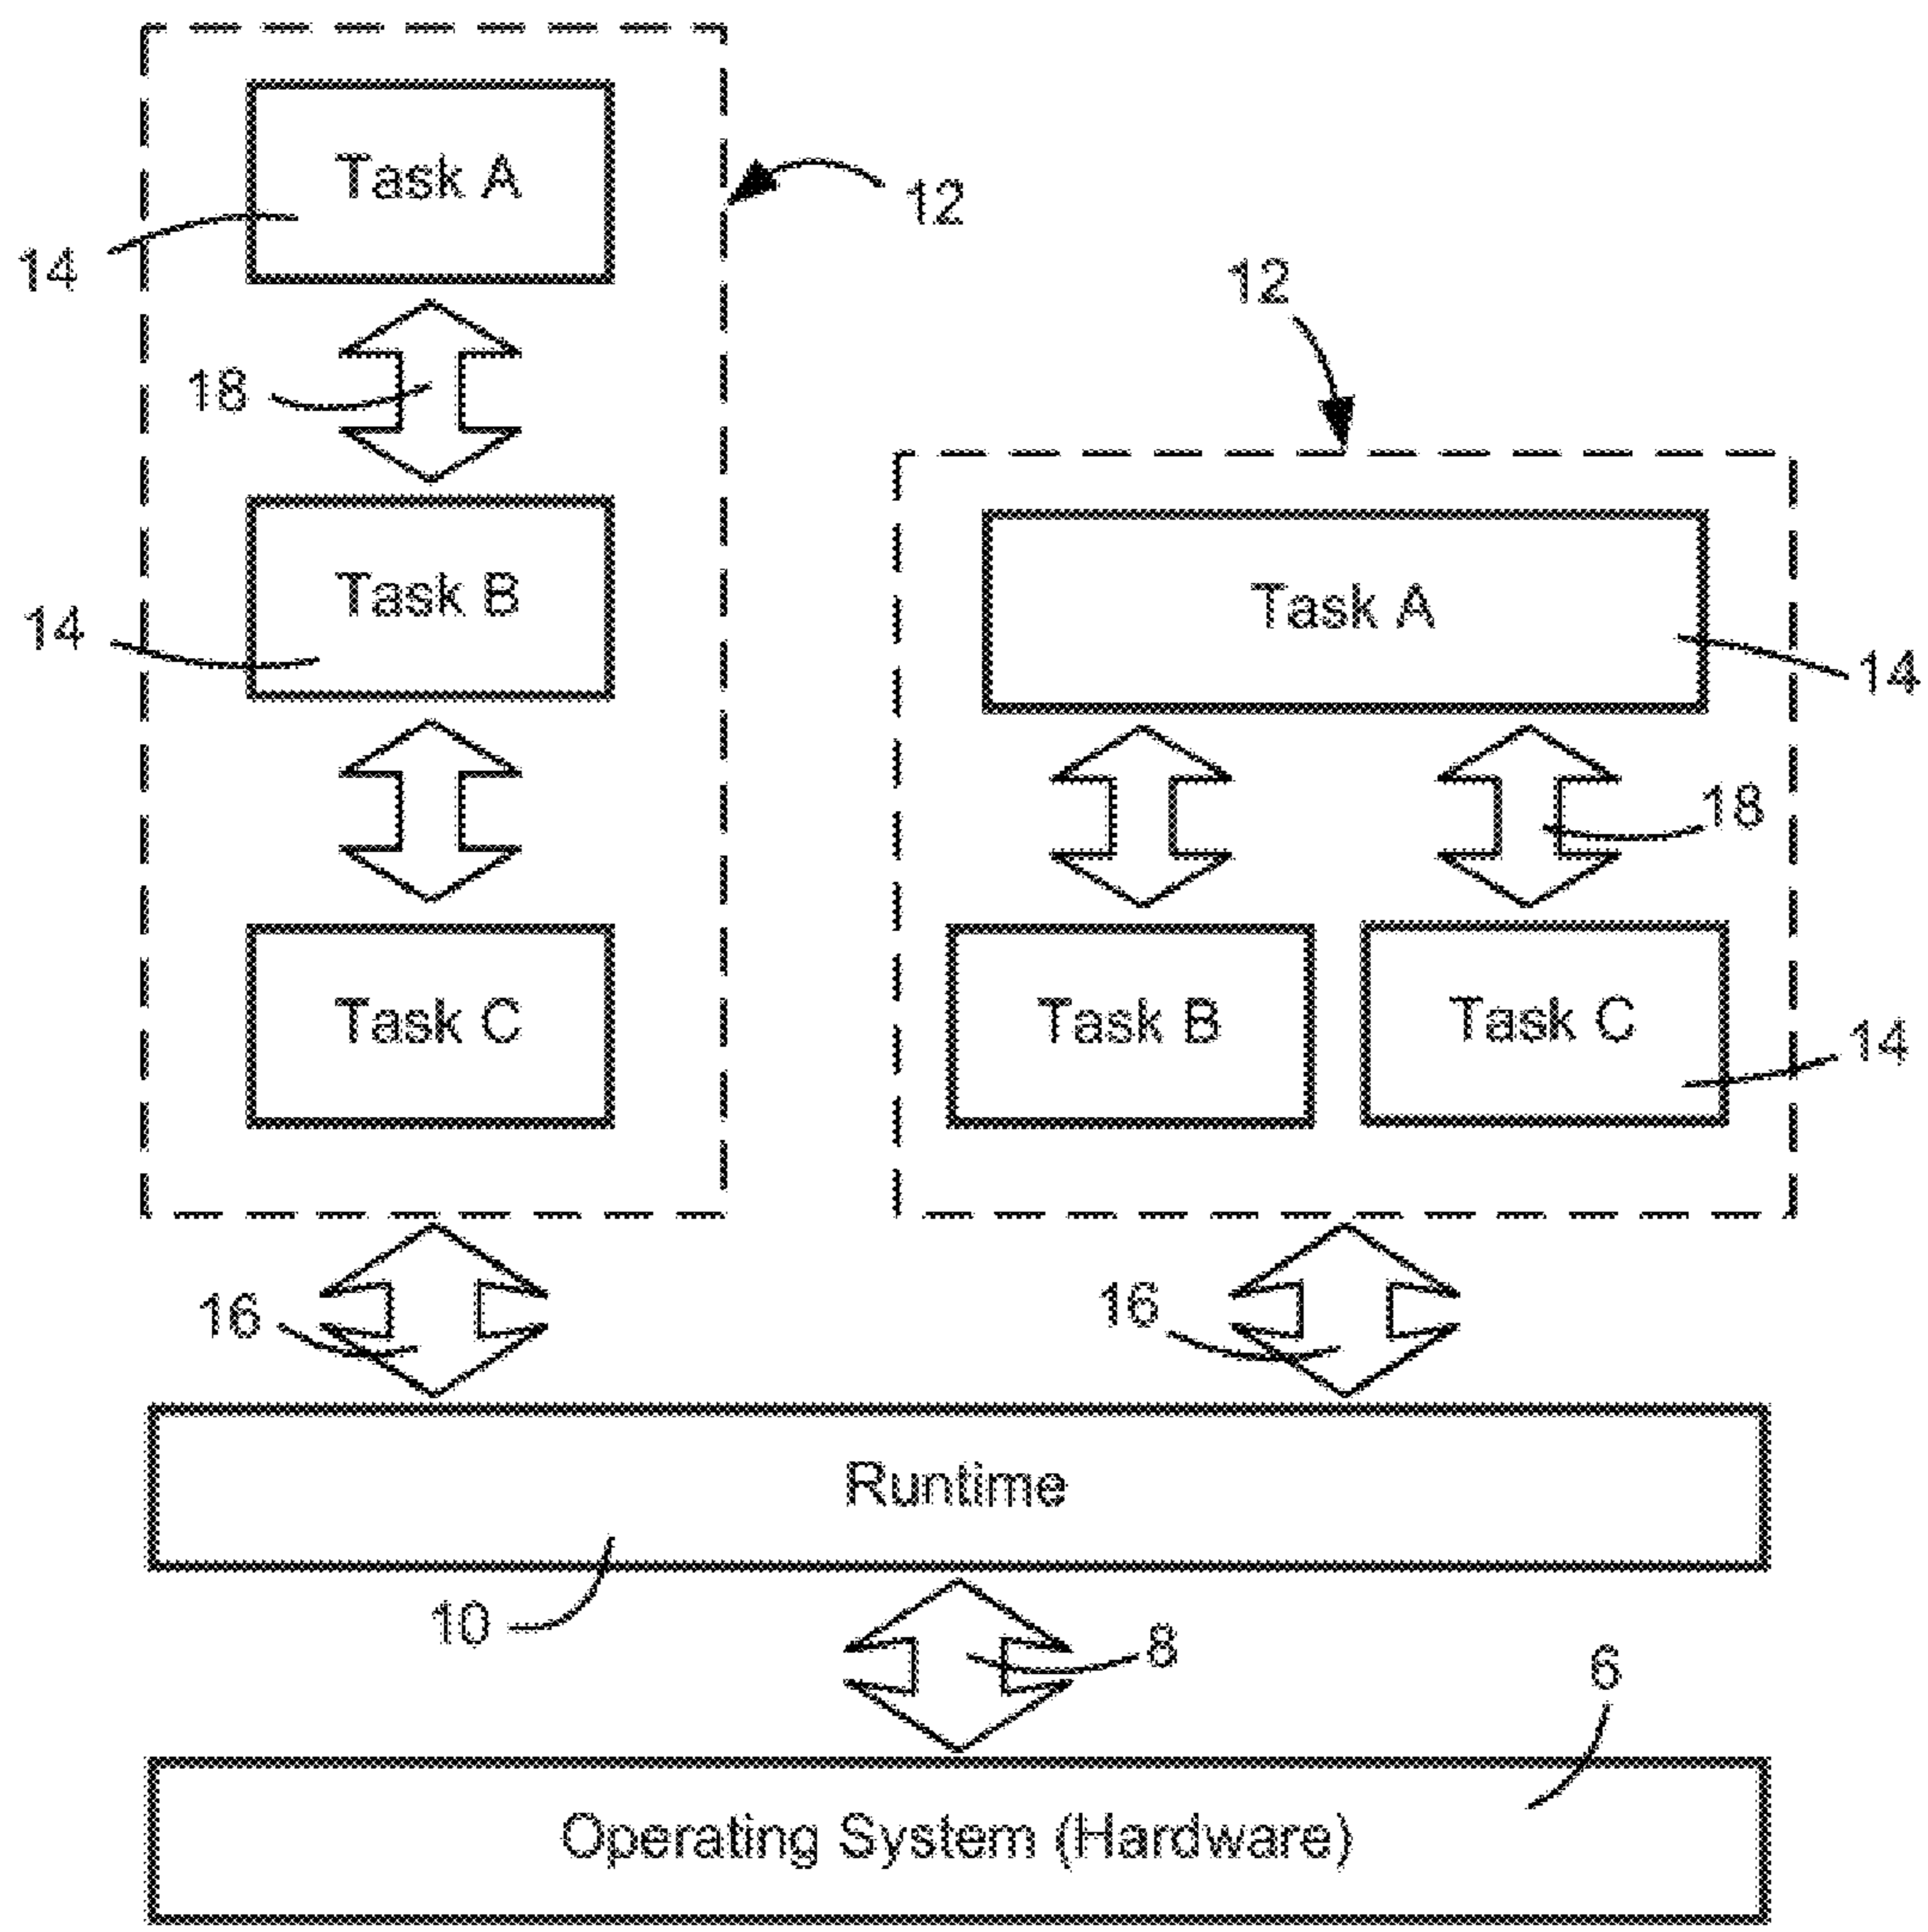 Task A
12
14
12
18
Task B
14
Task A
14
18
Task C
Task B
Task C
14
16
16
Runtime
10
8
6
Operating System (Hardware)